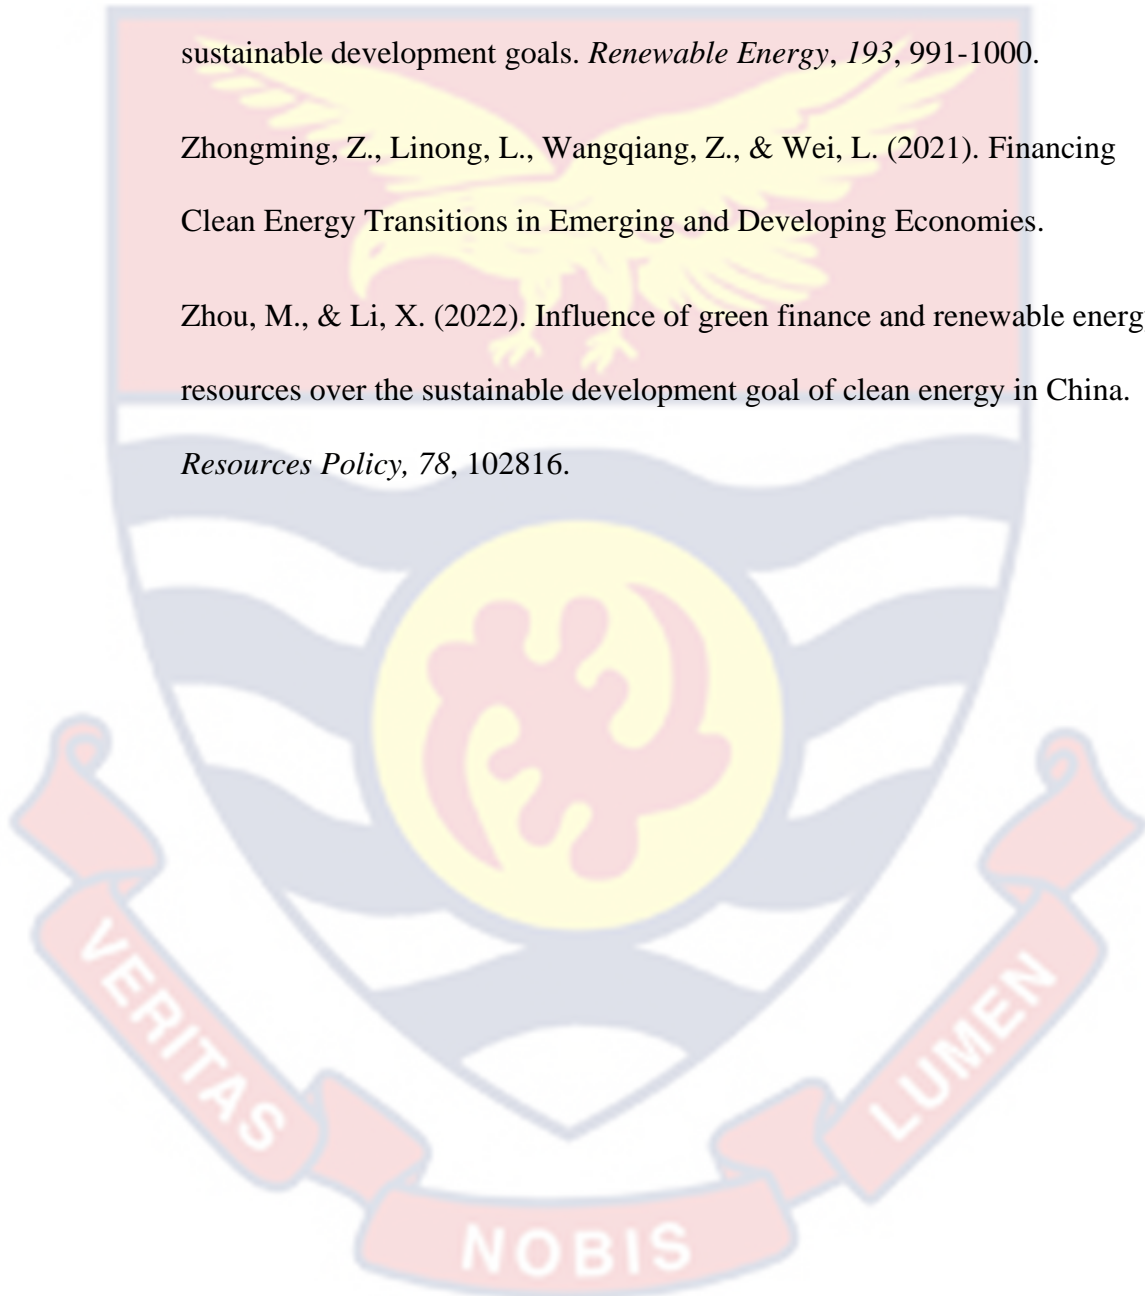 sustainable development goals. Renewable Energy, 193, 991-1000.
Zhongming, Z., Linong, L., Wangqiang, Z., & Wei, L. (2021). Financing
Clean Energy Transitions in Emerging and Developing Economies.
Zhou, M., & Li, X. (2022). Influence of green finance and renewable energ
resources over the sustainable development goal of clean energy in China.
Resources Policy, 78, 102816.
VERITAS
NOBIS
LUMEN